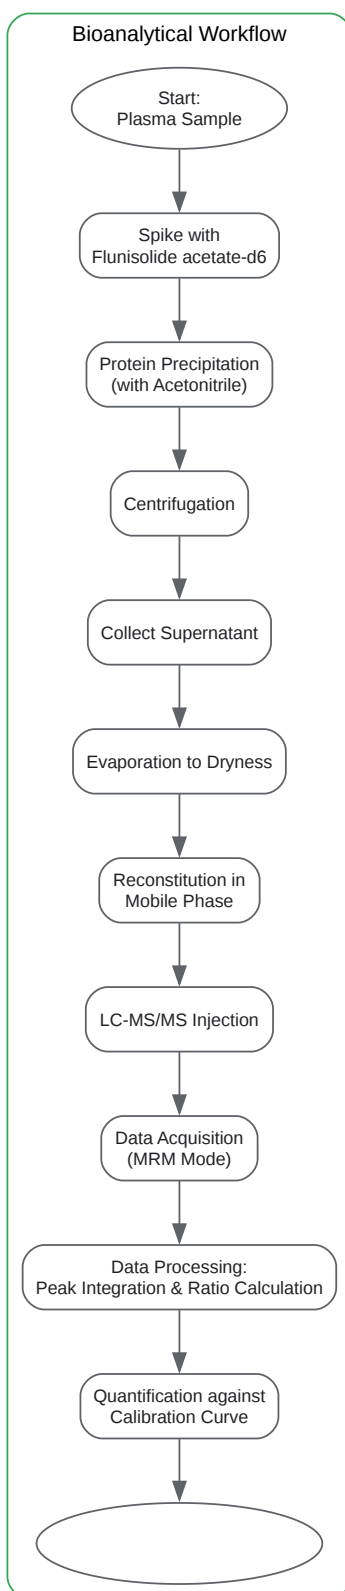 Bioanalytical Workflow
Start:
Plasma Sample
Spike with
Flunisolide acetate-d6
Protein Precipitation
(with Acetonitrile)
Centrifugation
Collect Supernatant
Evaporation to Dryness
Reconstitution in
Mobile Phase
LC-MS/MS Injection
Data Acquisition
(MRM Mode)
Data Processing:
Peak Integration & Ratio Calculation
Quantification against
Calibration Curve